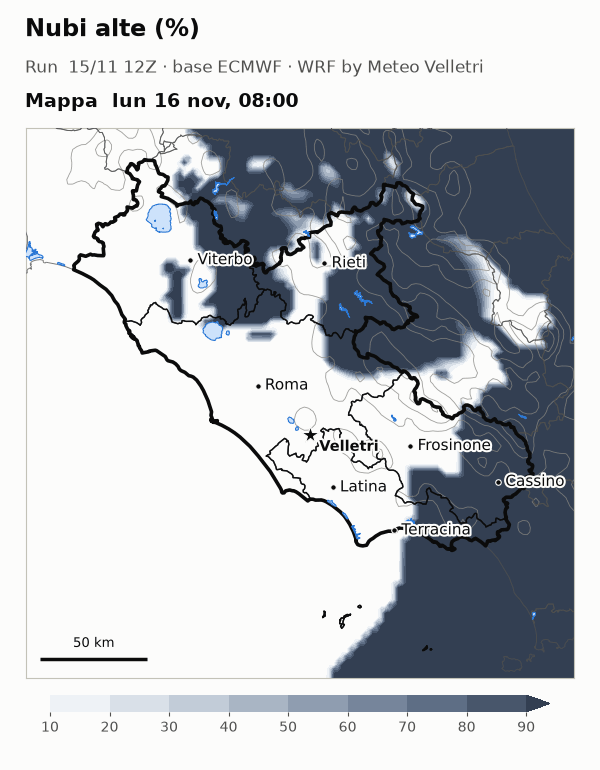 Nubi alte (%)
Run 15/11 12Z · base ECMWF · WRF by Meteo Velletri
Mappa lun 16 nov, 08:00
Viterbo
Rieti
Roma
Velletri
Frosinone
Latina
Cassino
Terracina
50 km
10 20 30 40 50 60 70 80 90